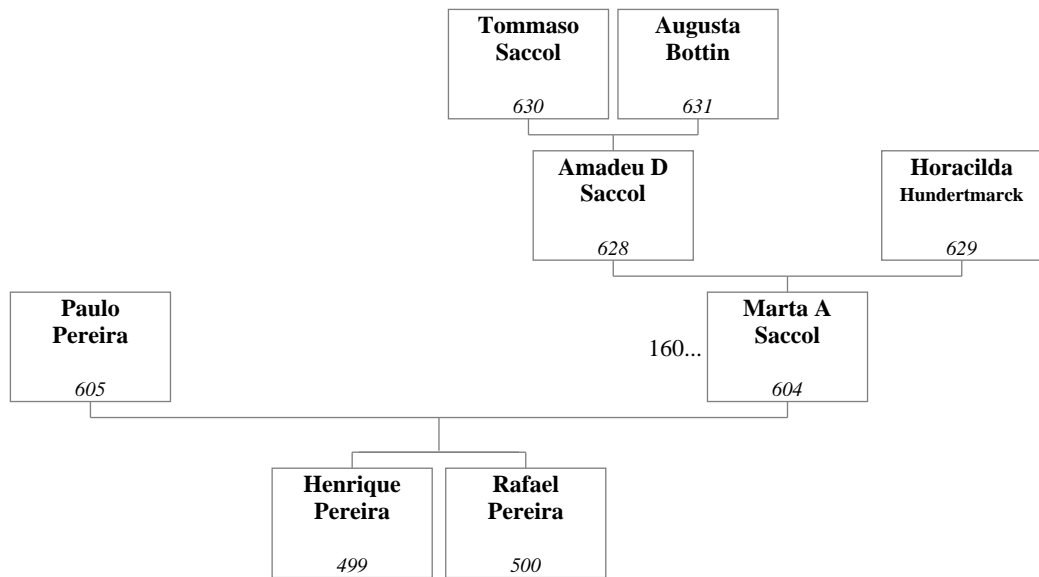 Tommaso
Saccol
630
Augusta
Bottin
631
Amadeu D
Saccol
628
Horacilda
Hundertmarck
629
Paulo
Pereira
605
160...
Marta A
Saccol
604
Henrique
Pereira
499
Rafael
Pereira
500